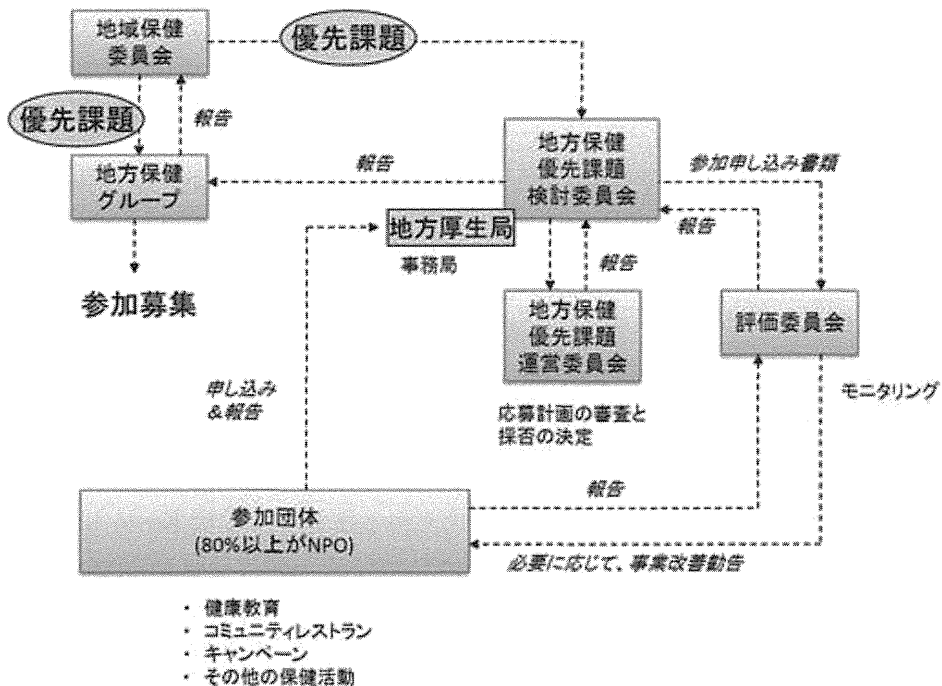 地域保健
委員会
優先課題
優先課題
報告
地方保健
グループ
報告
地方保健
優先課題
検討委員会
参加申し込み書類
地方厚生局
事務局
報告
報告
参加募集
地方保健
優先課題
運営委員会
評価委員会
申し込み
&報告
応募計画の審査と
採否の決定
モニタリング
報告
参加団体
(80%以上がNPO)
必要に応じて、事業改善勧告
・ 健康教育
・ コミュニティレストラン
・ キャンペーン
・ その他の保健活動